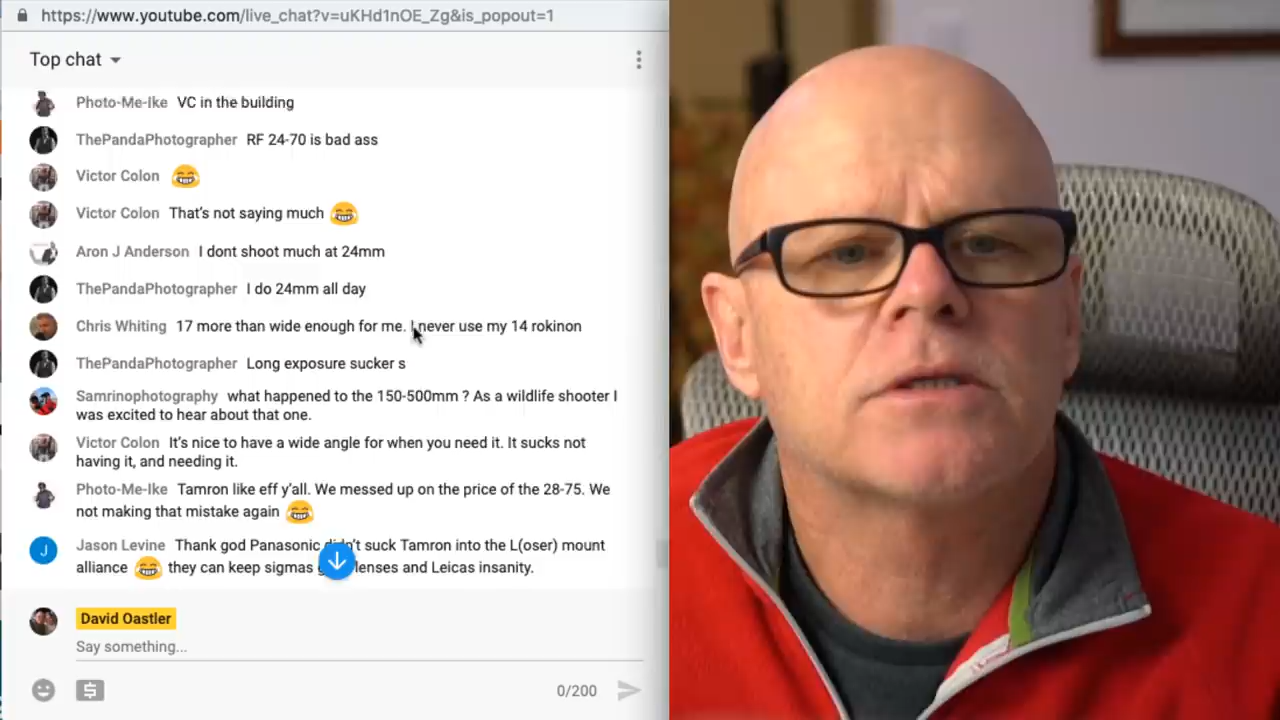 https://www.youtube.com/live_chat?v=uKHd1nOE_Zg&is_popout=1
Top chat
Photo-Me-Ike VC in the building
ThePandaPhotographer RF 24-70 is bad ass
Victor Colon 😂
Victor Colon That's not saying much 😂
Aron J Anderson I dont shoot much at 24mm
ThePandaPhotographer I do 24mm all day
Chris Whiting 17 more than wide enough for me. I never use my 14 rokinon
ThePandaPhotographer Long exposure sucker s
Samrinophotography what happened to the 150-500mm ? As a wildlife shooter I
was excited to hear about that one.
Victor Colon It's nice to have a wide angle for when you need it. It sucks not
having it, and needing it.
Photo-Me-Ike Tamron like eff y'all. We messed up on the price of the 28-75. We
not making that mistake again 😂
J
Jason Levine Thank god Panasonic didn't suck Tamron into the L(oser) mount
alliance 😂 they can keep sigmas lenses and Leicas insanity.
David Oastler
Say something...
0/200